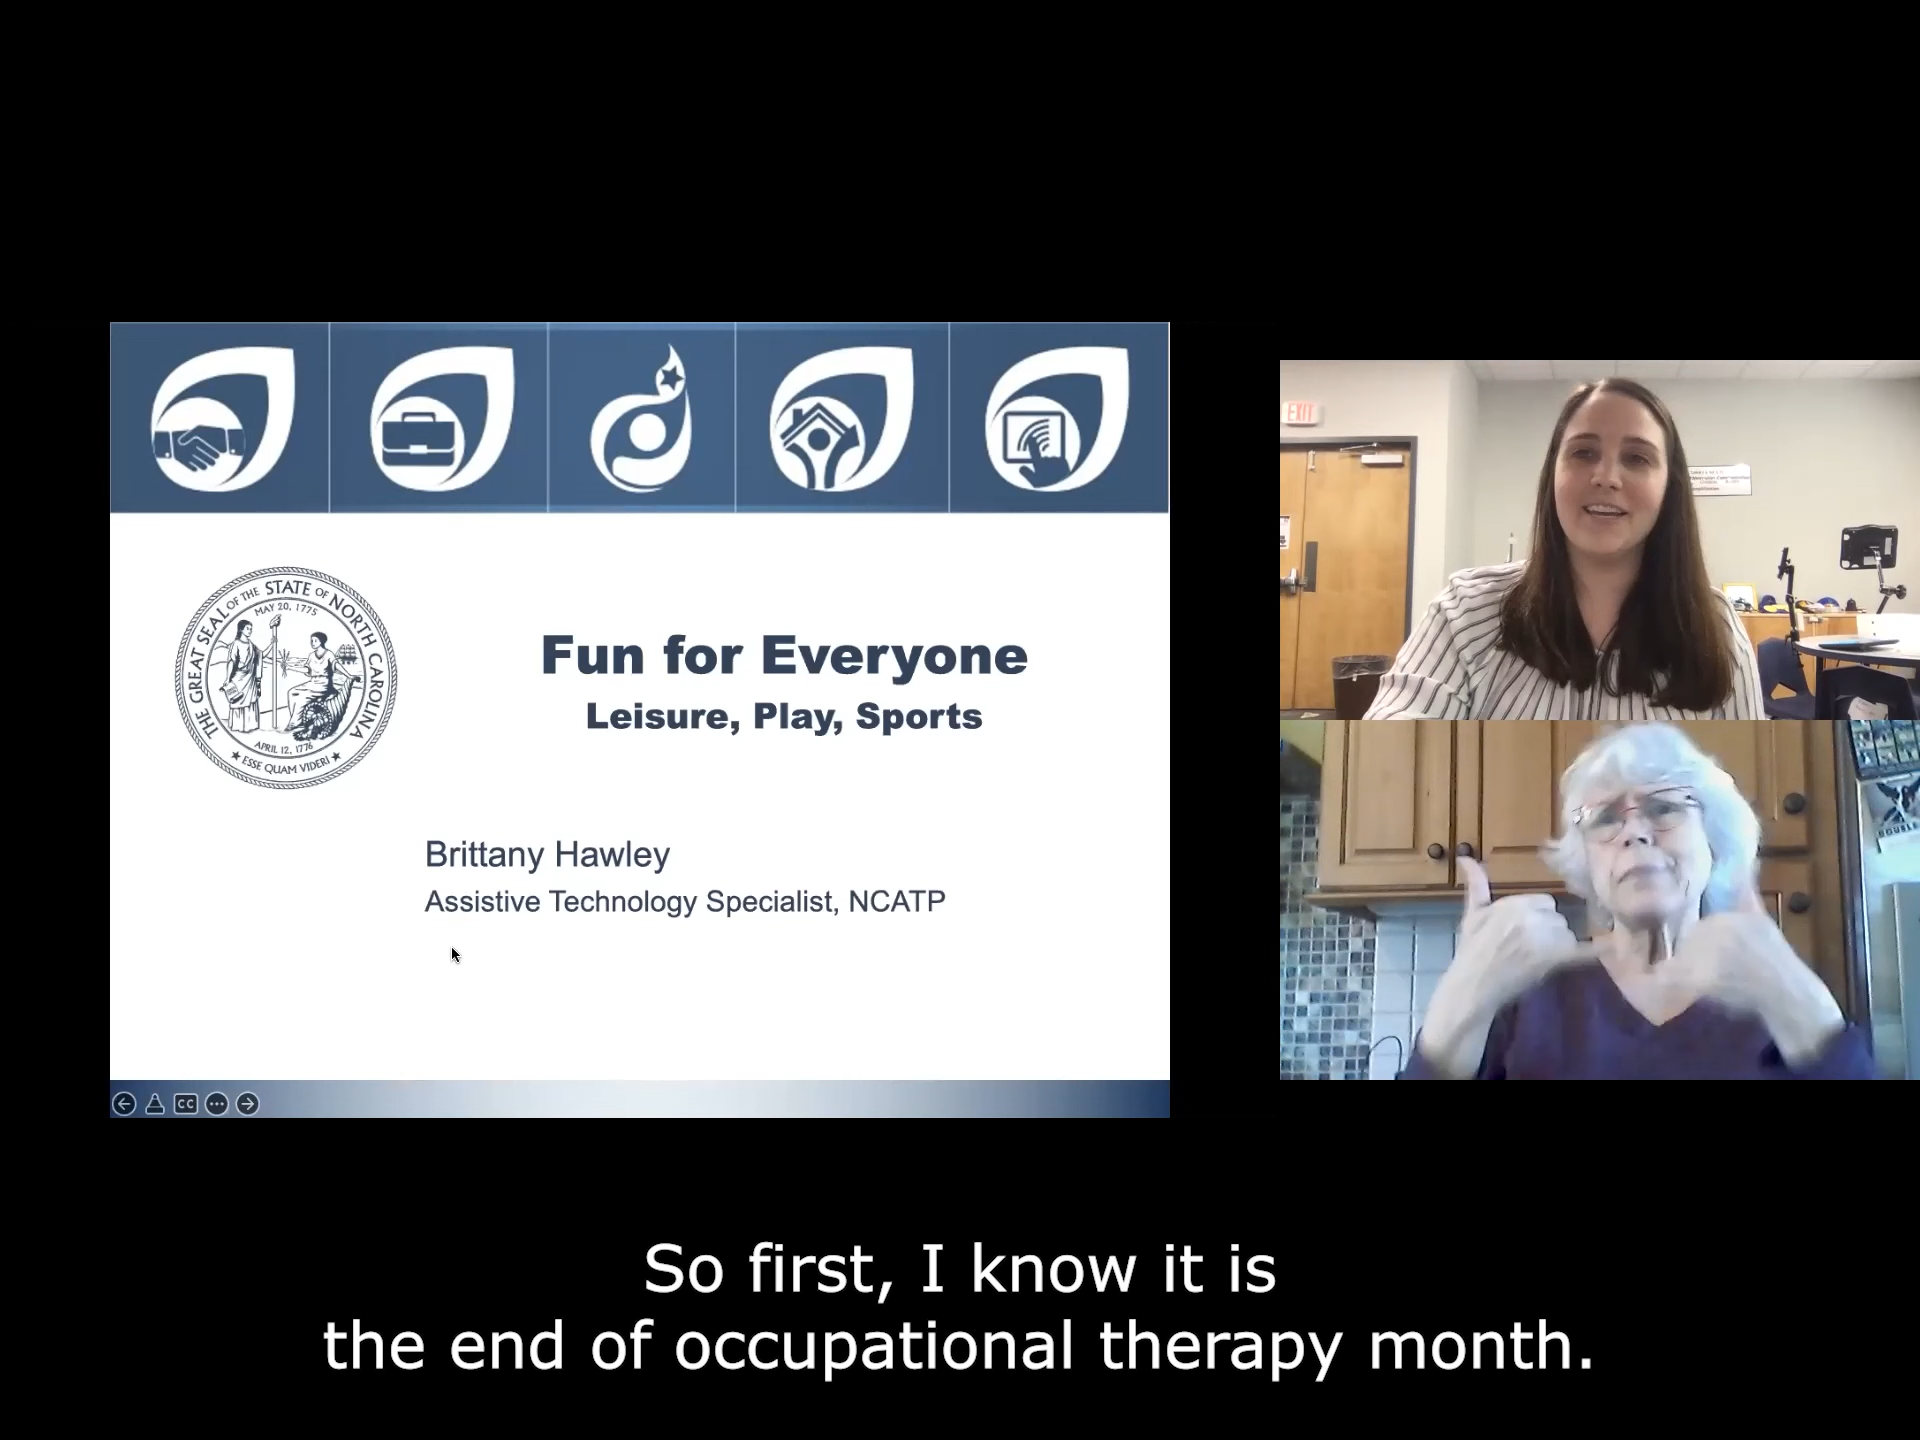 THE GREAT SEAL OF THE STATE OF NORTH CAROLINA
MAY 20, 1775
APRIL 12, 1776
★ ESSE QUAM VIDERI ★
Fun for Everyone
Leisure, Play, Sports
Brittany Hawley
Assistive Technology Specialist, NCATP
CC
EXIT
DOUBLE
So first, I know it is
the end of occupational therapy month.